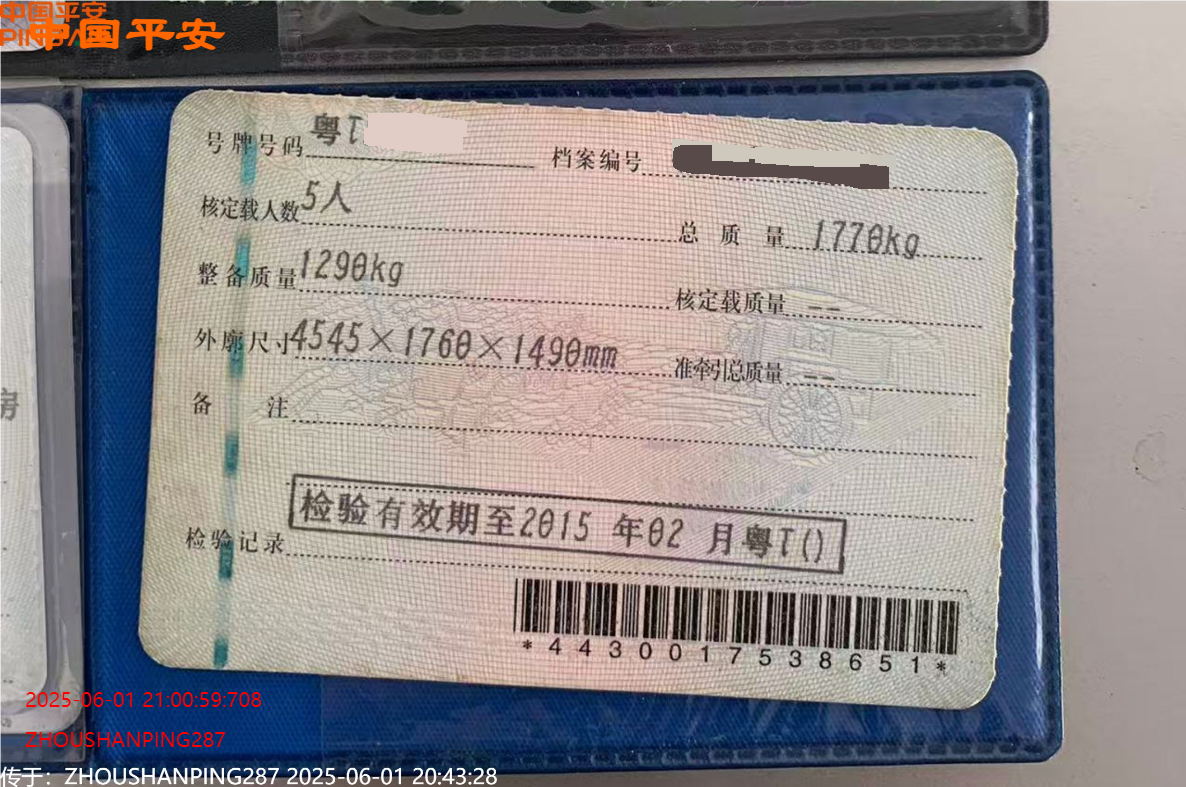 中国平安
PING
中国平安
号牌号码 粤T
档案编号
核定载人数 5人
总质量 1770kg
整备质量 1290kg
核定载质量 --
外廓尺寸 4545×1760×1490mm
准牵引总质量 --
备注
检验有效期至2015 年02 月粤T()
检验记录
*4430017538651*
房
2025-06-01 21:00:59:708
ZHOUSHANPING287
传于：ZHOUSHANPING287 2025-06-01 20:43:28